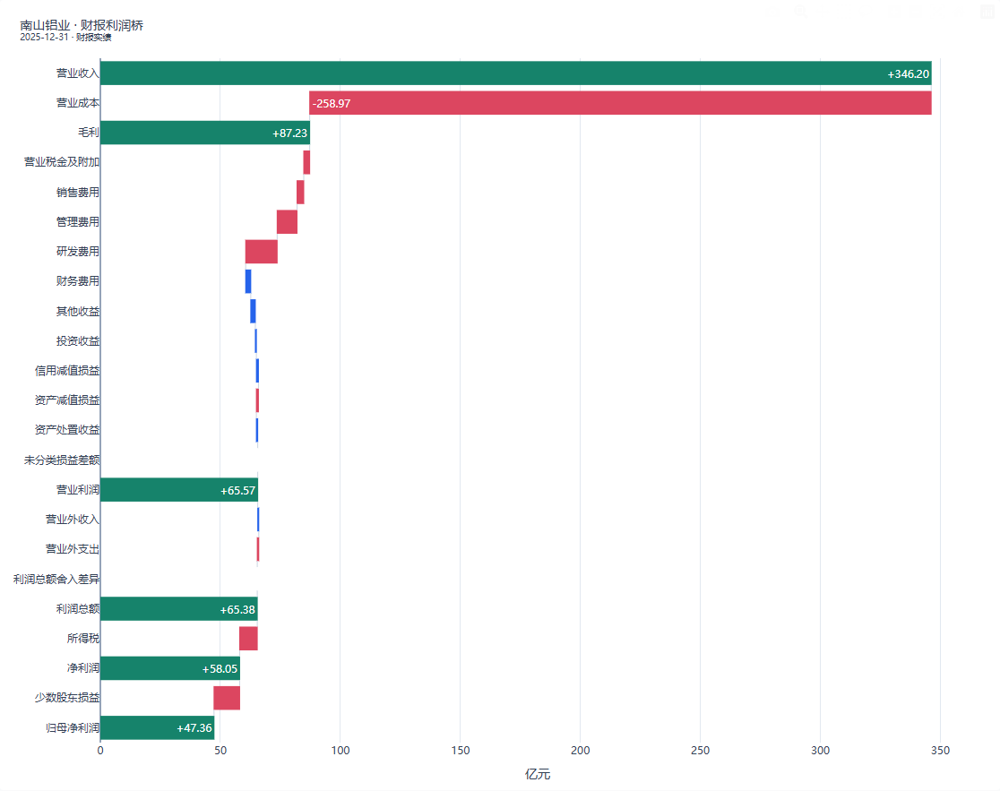 南山铝业 · 财报利润桥
2025-12-31 · 财报实绩
营业收入 +346.20
营业成本 -258.97
毛利 +87.23
营业税金及附加
销售费用
管理费用
研发费用
财务费用
其他收益
投资收益
信用减值损益
资产减值损益
资产处置收益
未分类损益差额
营业利润 +65.57
营业外收入
营业外支出
利润总额舍入差异
利润总额 +65.38
所得税
净利润 +58.05
少数股东损益
归母净利润 +47.36
0 50 100 150 200 250 300 350
亿元